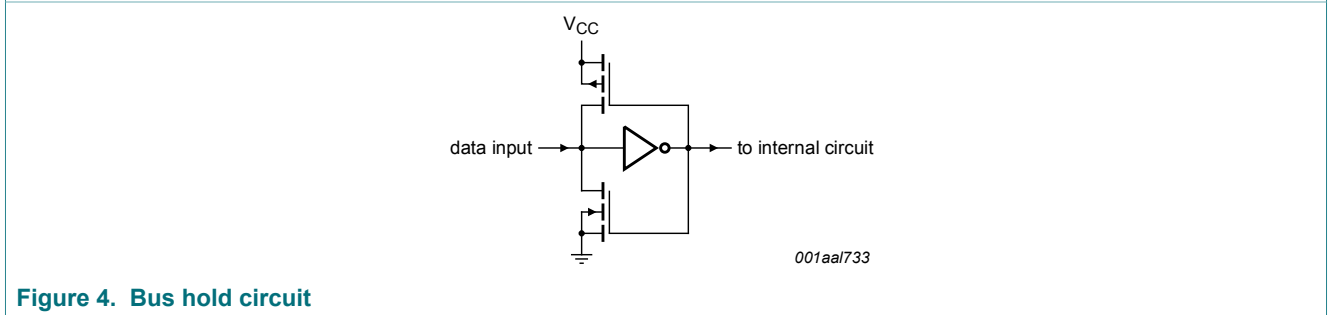 VCC
data input
to internal circuit
001aal733
Figure 4. Bus hold circuit